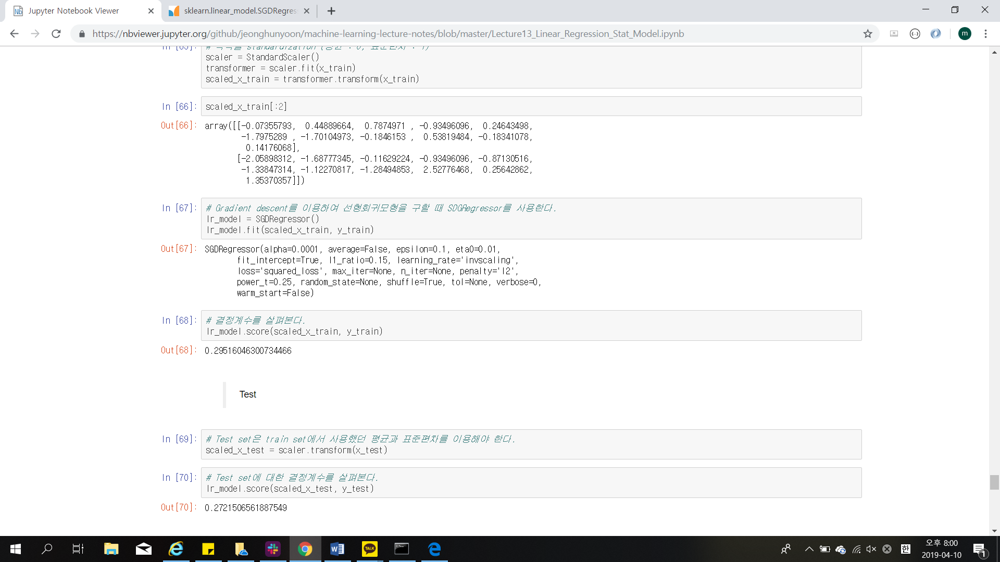 Jupyter Notebook Viewer
sklearn.linear_model.SGDRegres
https://nbviewer.jupyter.org/github/jeonghunyoon/machine-learning-lecture-notes/blob/master/Lecture13_Linear_Regression_Stat_Model.ipynb
m
scaler = StandardScaler()
transformer = scaler.fit(x_train)
scaled_x_train = transformer.transform(x_train)
In [66]: scaled_x_train[:2]
Out[66]: array([[-0.07355793, 0.44889664, 0.7874971 , -0.93496096, 0.24643498,
-1.7975289 , -1.70104973, -0.1846153 , 0.53819484, -0.18341078,
0.14176068],
[-2.05898312, -1.68777345, -0.11629224, -0.93496096, -0.87130516,
-1.33847314, -1.12270817, -1.28494853, 2.52776468, 0.25642862,
1.35370357]])
In [67]: # Gradient descent를 이용하여 선형회귀모형을 구할 때 SDGRegressor를 사용한다.
lr_model = SGDRegressor()
lr_model.fit(scaled_x_train, y_train)
Out[67]: SGDRegressor(alpha=0.0001, average=False, epsilon=0.1, eta0=0.01,
fit_intercept=True, l1_ratio=0.15, learning_rate='invscaling',
loss='squared_loss', max_iter=None, n_iter=None, penalty='l2',
power_t=0.25, random_state=None, shuffle=True, tol=None, verbose=0,
warm_start=False)
In [68]: # 결정계수를 살펴본다.
lr_model.score(scaled_x_train, y_train)
Out[68]: 0.29516046300734466
Test
In [69]: # Test set은 train set에서 사용했던 평균과 표준편차를 이용해야 한다.
scaled_x_test = scaler.transform(x_test)
In [70]: # Test set에 대한 결정계수를 살펴본다.
lr_model.score(scaled_x_test, y_test)
Out[70]: 0.2721506561887549
TALK
한
오후 8:00
2019-04-10
1